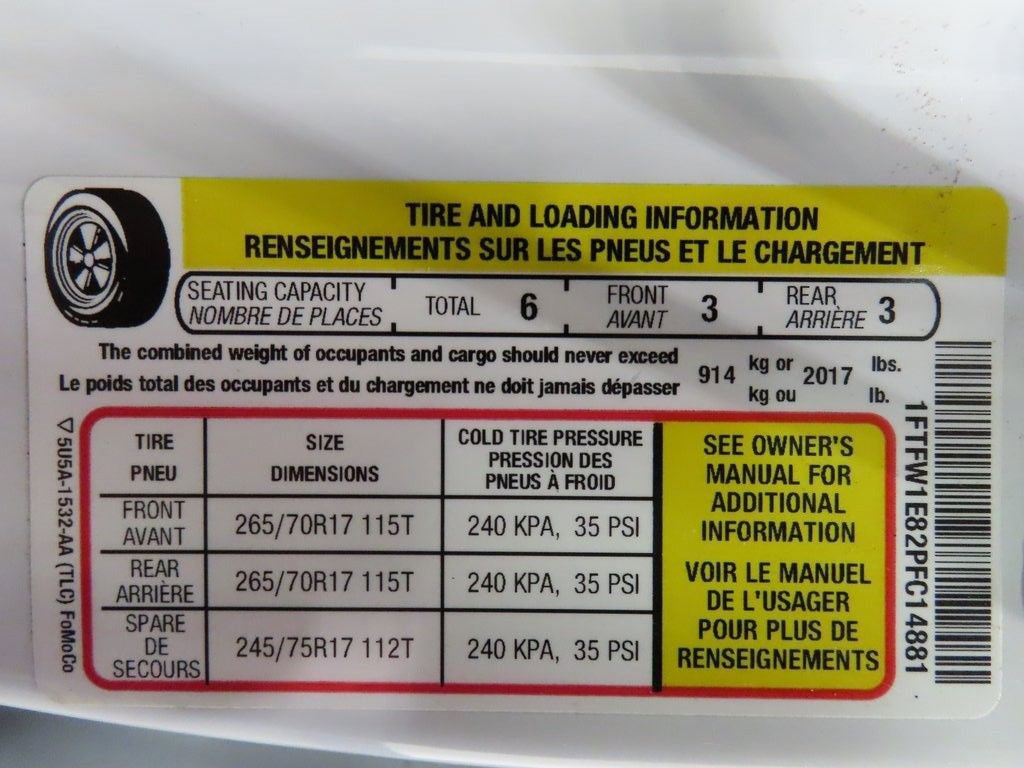 TIRE AND LOADING INFORMATION
RENSEIGNEMENTS SUR LES PNEUS ET LE CHARGEMENT
SEATING CAPACITY
NOMBRE DE PLACES
TOTAL 6
FRONT
AVANT
3
REAR
ARRIÈRE
3
The combined weight of occupants and cargo should never exceed
Le poids total des occupants et du chargement ne doit jamais dépasser
914
kg or
kg ou
2017
lbs.
lb.
TIRE
PNEU
SIZE
DIMENSIONS
COLD TIRE PRESSURE
PRESSION DES
PNEUS À FROID
FRONT
AVANT
265/70R17 115T
240 KPA, 35 PSI
REAR
ARRIÈRE
265/70R17 115T
240 KPA, 35 PSI
SPARE
DE
SECOURS
245/75R17 112T
240 KPA, 35 PSI
SEE OWNER'S
MANUAL FOR
ADDITIONAL
INFORMATION
VOIR LE MANUEL
DE L'USAGER
POUR PLUS DE
RENSEIGNEMENTS
▽ 5U5A-1532-AA (TLC) FoMoCo
1FTFW1E82PFC14881